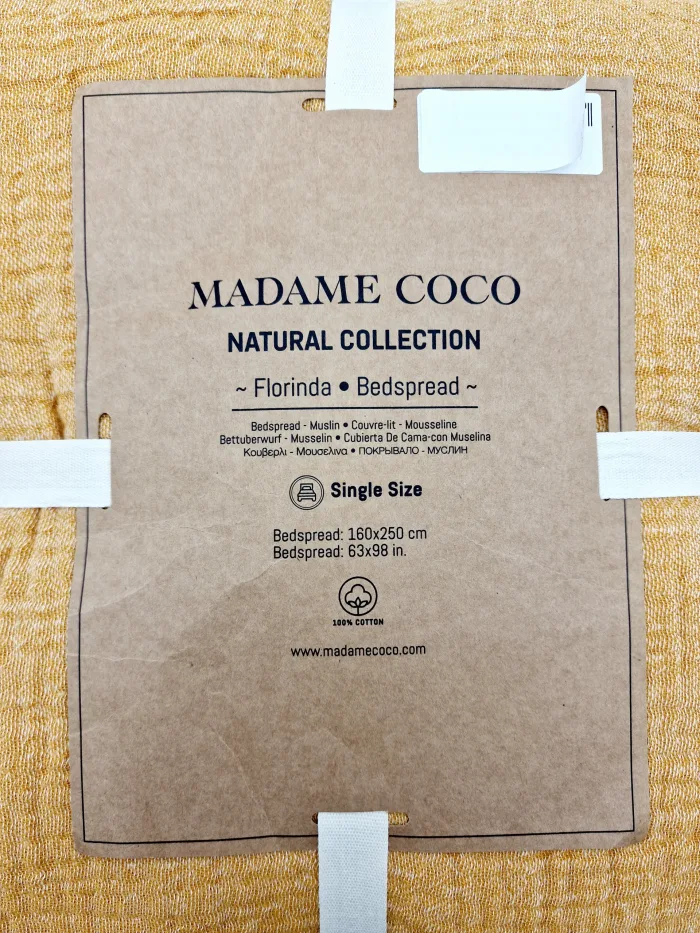 MADAME COCO
NATURAL COLLECTION
~ Florinda • Bedspread ~
Bedspread - Muslin • Couvre-lit - Mousseline
Bettuberwurf - Musselin • Cubierta De Cama-con Muselina
Κουβερλι - Μουσελινα • ПОКРЫВАЛО - МУСЛИН
Single Size
Bedspread: 160x250 cm
Bedspread: 63x98 in.
100% COTTON
www.madamecoco.com